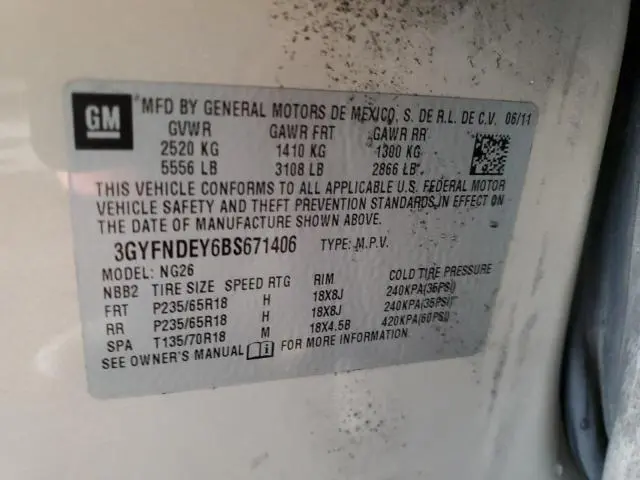 GM
MFD BY GENERAL MOTORS DE MEXICO, S. DE R.L. DE C.V. 06/11
GVWR GAWR FRT GAWR RR
2520 KG 1410 KG 1300 KG
5556 LB 3108 LB 2866 LB
THIS VEHICLE CONFORMS TO ALL APPLICABLE U.S. FEDERAL MOTOR
VEHICLE SAFETY AND THEFT PREVENTION STANDARDS IN EFFECT ON
THE DATE OF MANUFACTURE SHOWN ABOVE.
3GYFNDEY6BS671406 TYPE: M.P.V.
MODEL: NG26
NBB2 TIRE SIZE SPEED RTG RIM COLD TIRE PRESSURE
FRT P235/65R18 H 18X8J 240KPA(35PSI)
RR P235/65R18 H 18X8J 240KPA(35PSI)
SPA T135/70R18 M 18X4.5B 420KPA(60PSI)
SEE OWNER'S MANUAL i FOR MORE INFORMATION.